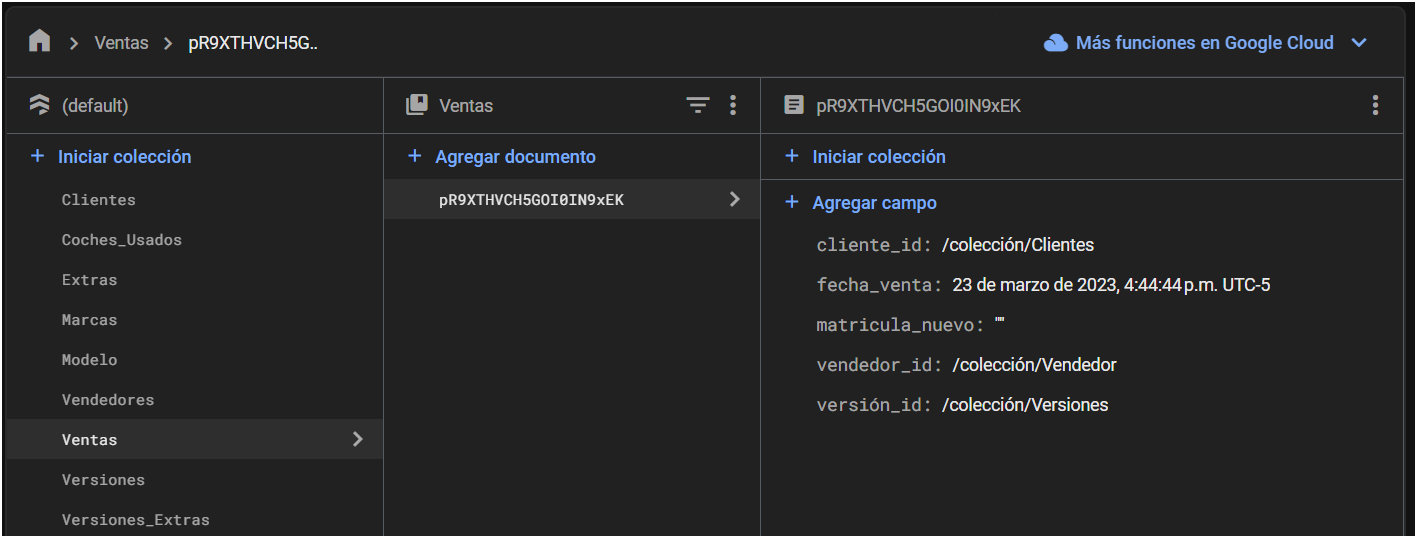 Ventas pR9XTHVCH5G.. Más funciones en Google Cloud
(default)
Ventas
pR9XTHVCH5GOI0IN9xEK
Iniciar colección
Agregar documento
Iniciar colección
Clientes
pR9XTHVCH5GOI0IN9xEK
Agregar campo
Coches_Usados
cliente_id: /colección/Clientes
Extras
fecha_venta: 23 de marzo de 2023, 4:44:44 p.m. UTC-5
Marcas
matricula_nuevo: ""
Modelo
vendedor_id: /colección/Vendedor
Vendedores
versión_id: /colección/Versiones
Ventas
Versiones
Versiones_Extras